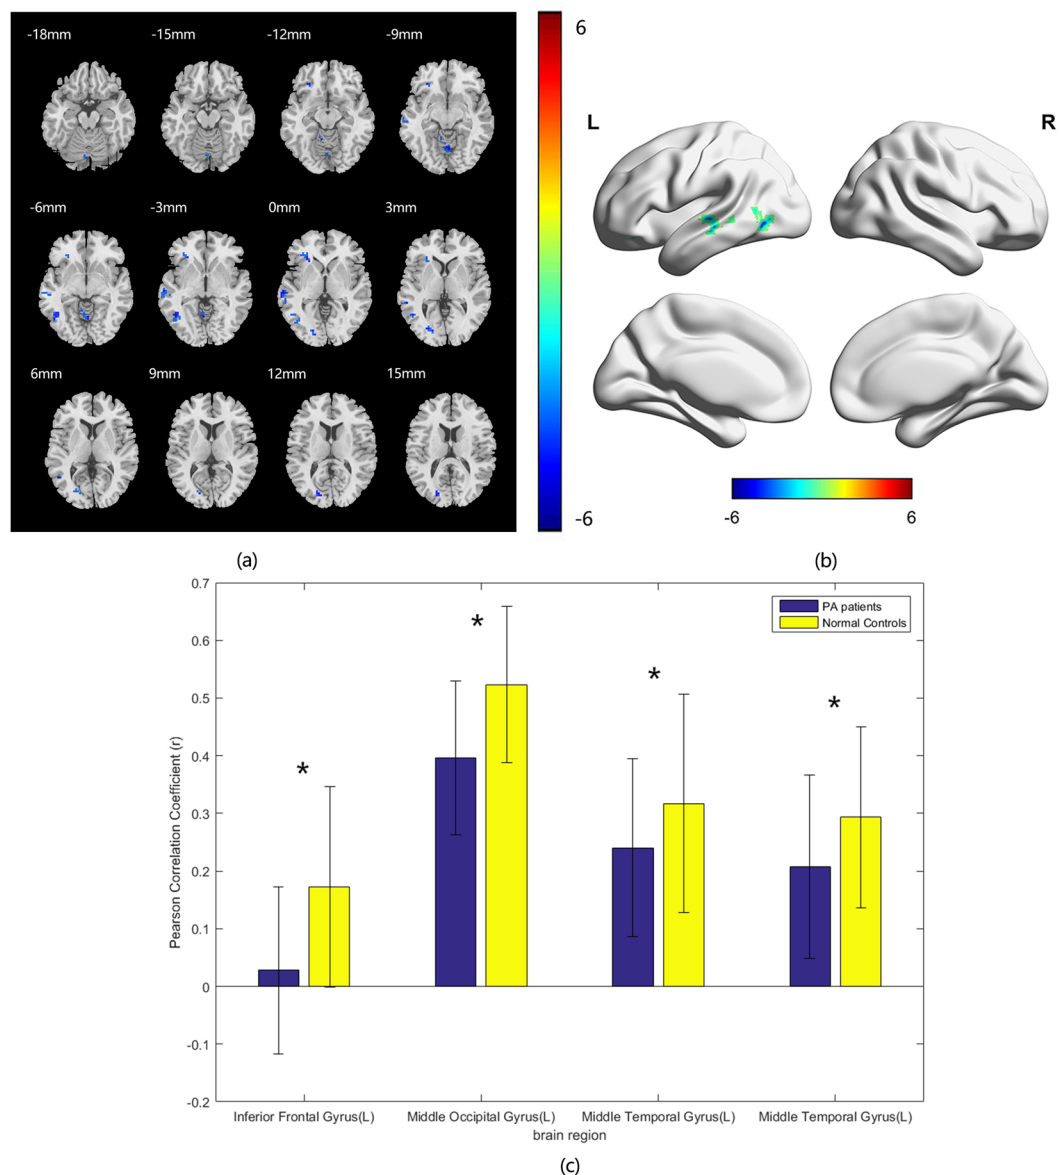 -18mm -15mm -12mm -9mm
-6mm -3mm 0mm 3mm
6mm 9mm 12mm 15mm
6
-6
(a)
L R
-6 6
(b)
0.7
0.6
0.5
0.4
0.3
0.2
0.1
0
-0.1
-0.2
Pearson Correlation Coefficient (r)
PA patients
Normal Controls
*
*
*
*
Inferior Frontal Gyrus(L) Middle Occipital Gyrus(L) Middle Temporal Gyrus(L) Middle Temporal Gyrus(L)
brain region
(c)